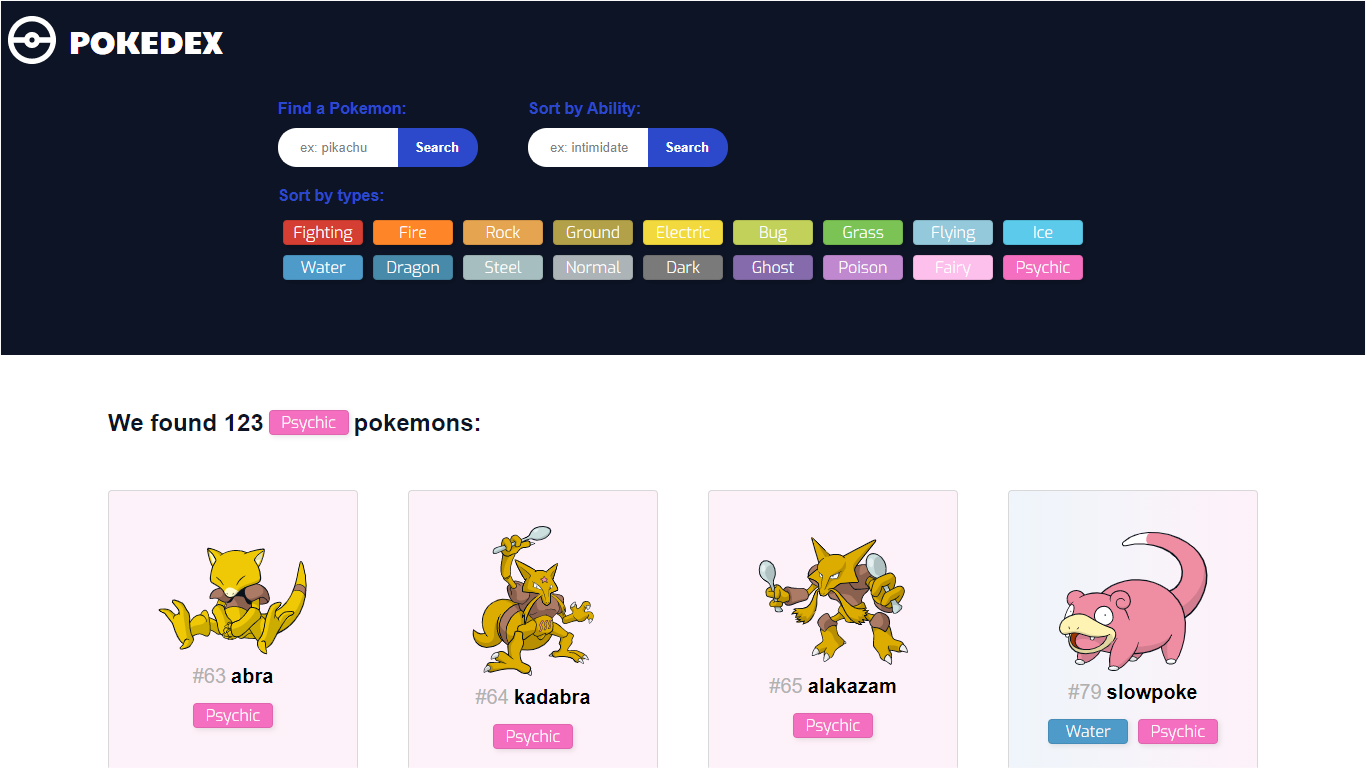 POKEDEX
Find a Pokemon: Sort by Ability:
ex: pikachu Search ex: intimidate Search
Sort by types:
Fighting Fire Rock Ground Electric Bug Grass Flying Ice
Water Dragon Steel Normal Dark Ghost Poison Fairy Psychic
We found 123 Psychic pokemons:
#63 abra
Psychic
#64 kadabra
Psychic
#65 alakazam
Psychic
#79 slowpoke
Water Psychic